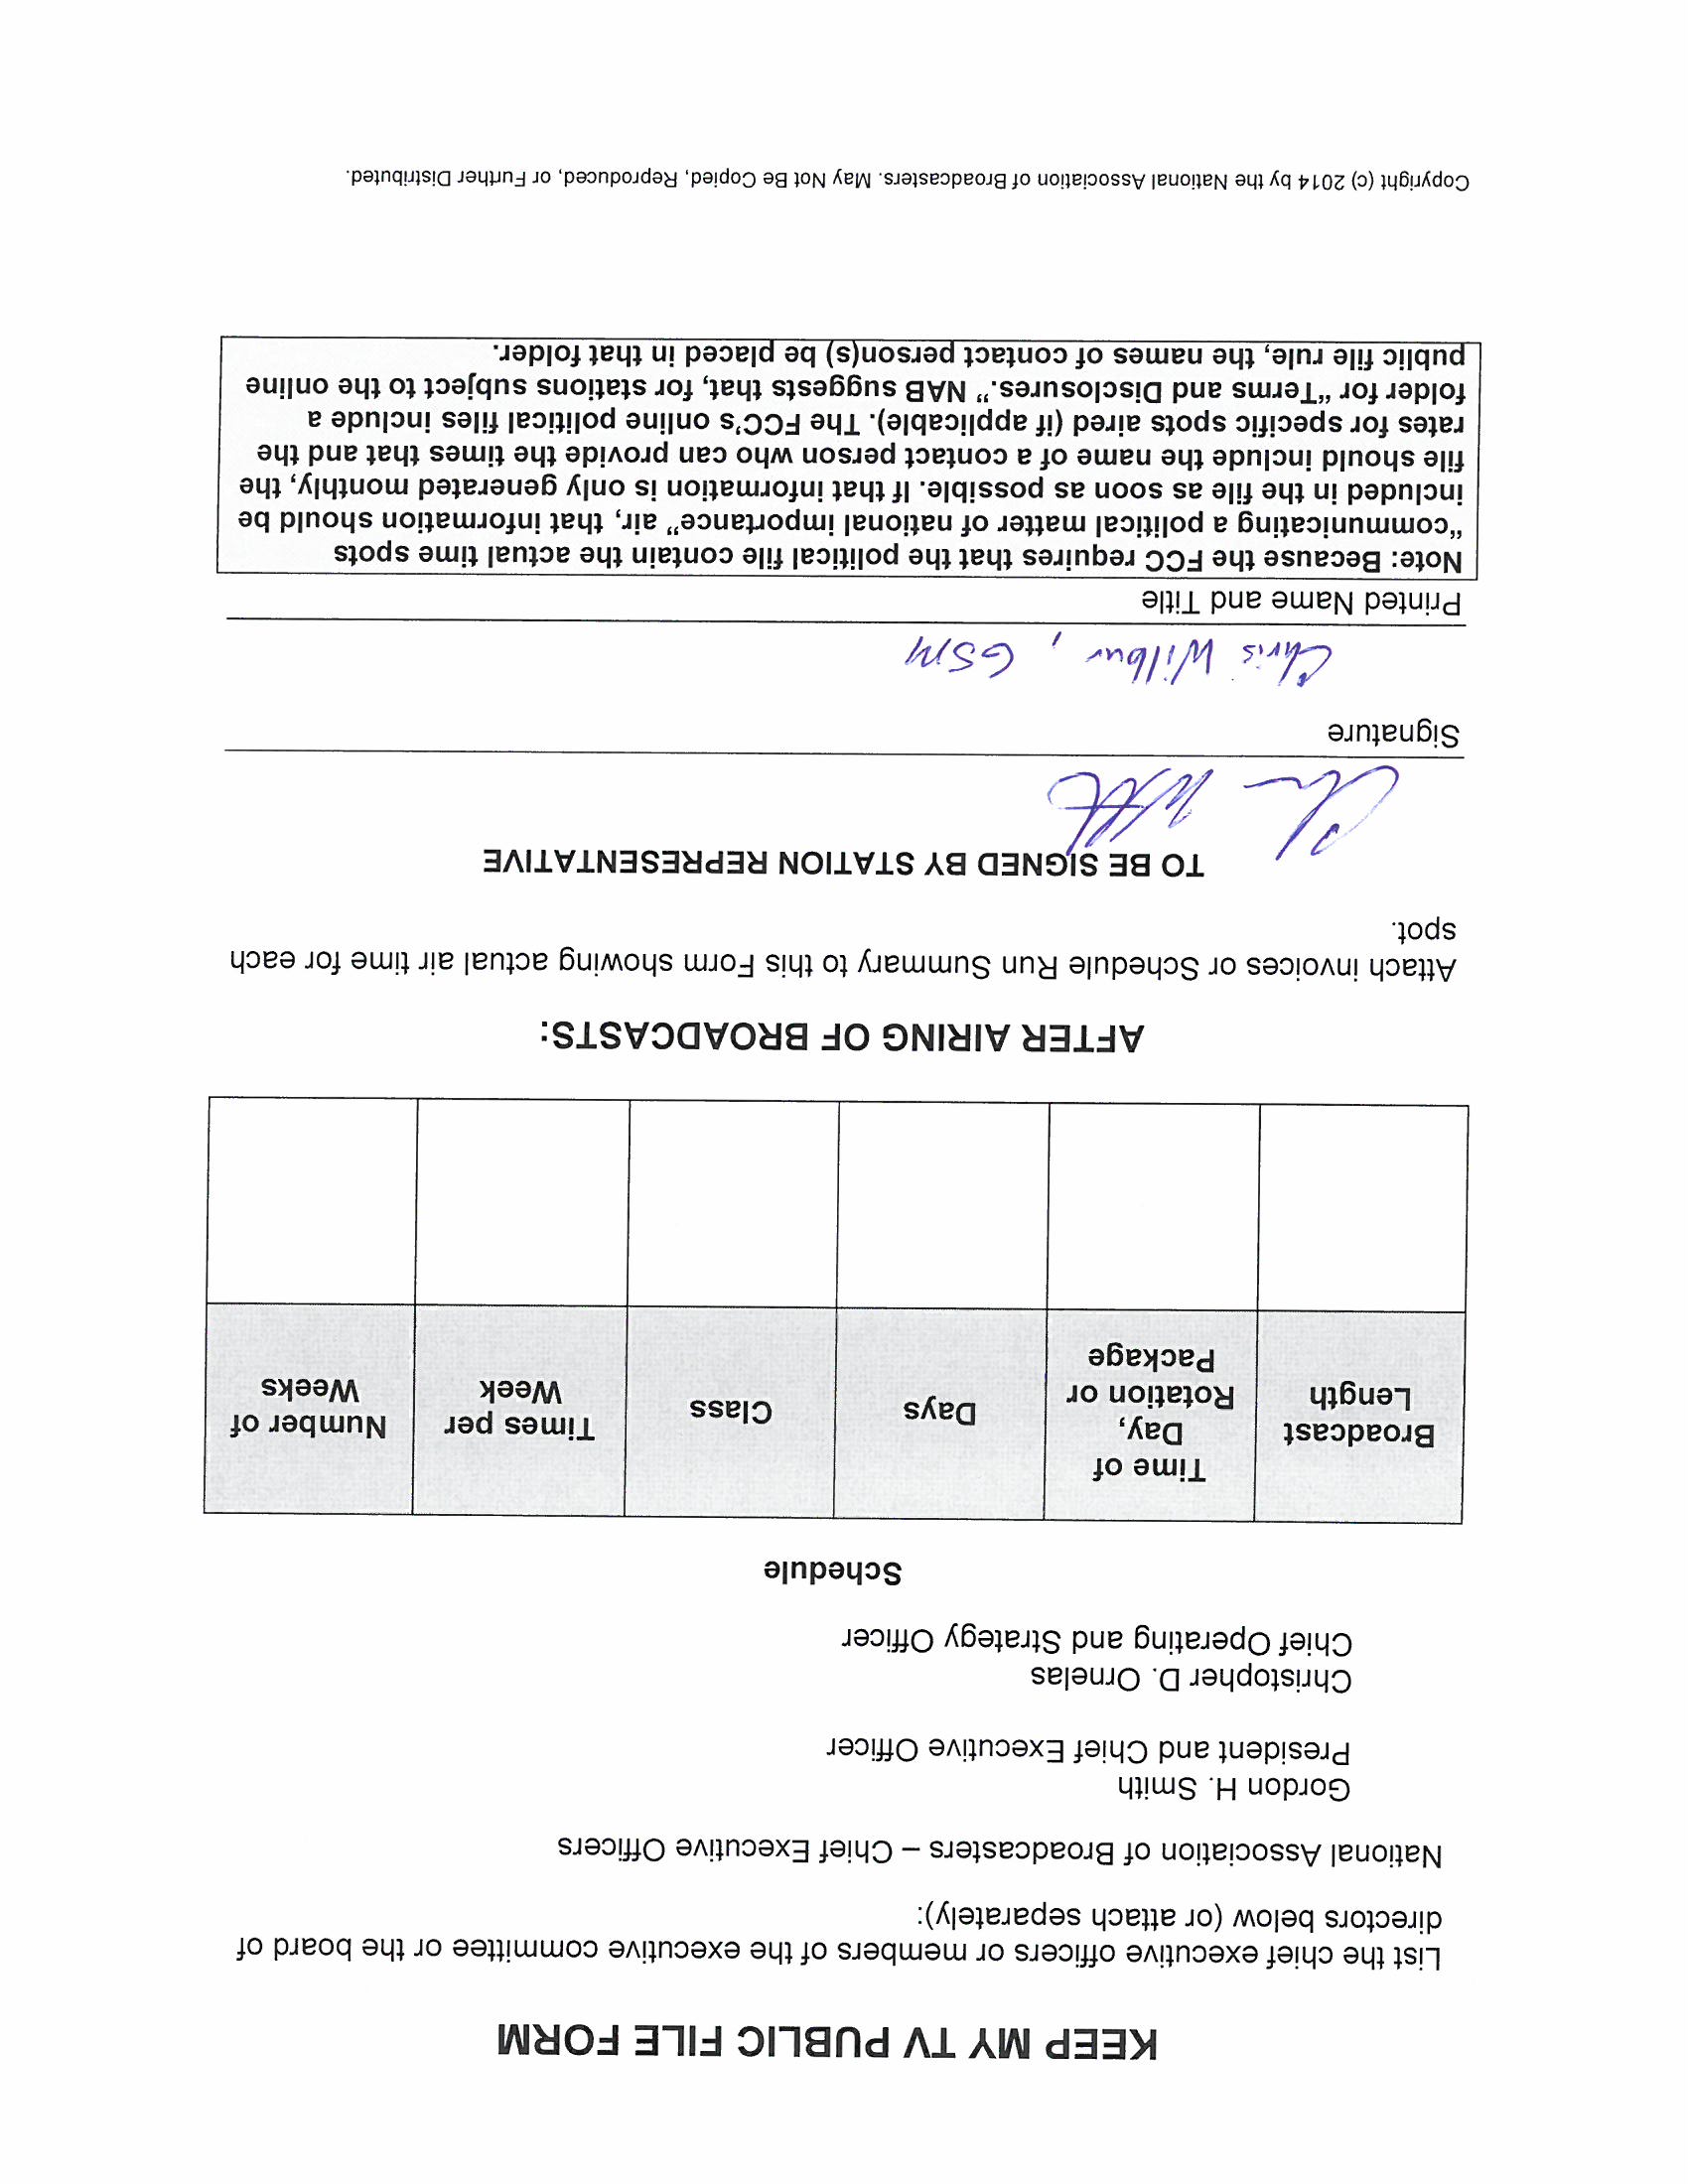 KEEP MY TV PUBLIC FILE FORM
List the chief executive officers or members of the executive committee or the board of
directors below (or attach separately):
National Association of Broadcasters – Chief Executive Officers
Gordon H. Smith
President and Chief Executive Officer
Christopher D. Ornelas
Chief Operating and Strategy Officer
Schedule
Broadcast
Length
Time of
Day,
Rotation or
Package
Days
Class
Times per
Week
Number of
Weeks
AFTER AIRING OF BROADCASTS:
Attach invoices or Schedule Run Summary to this Form showing actual air time for each
spot.
TO BE SIGNED BY STATION REPRESENTATIVE
Signature
Chris Wilbur, GSM
Printed Name and Title
Note: Because the FCC requires that the political file contain the actual time spots
“communicating a political matter of national importance” air, that information should be
included in the file as soon as possible. If that information is only generated monthly, the
file should include the name of a contact person who can provide the times that and the
rates for specific spots aired (if applicable). The FCC’s online political files include a
folder for “Terms and Disclosures.” NAB suggests that, for stations subject to the online
public file rule, the names of contact person(s) be placed in that folder.
Copyright (c) 2014 by the National Association of Broadcasters. May Not Be Copied, Reproduced, or Further Distributed.